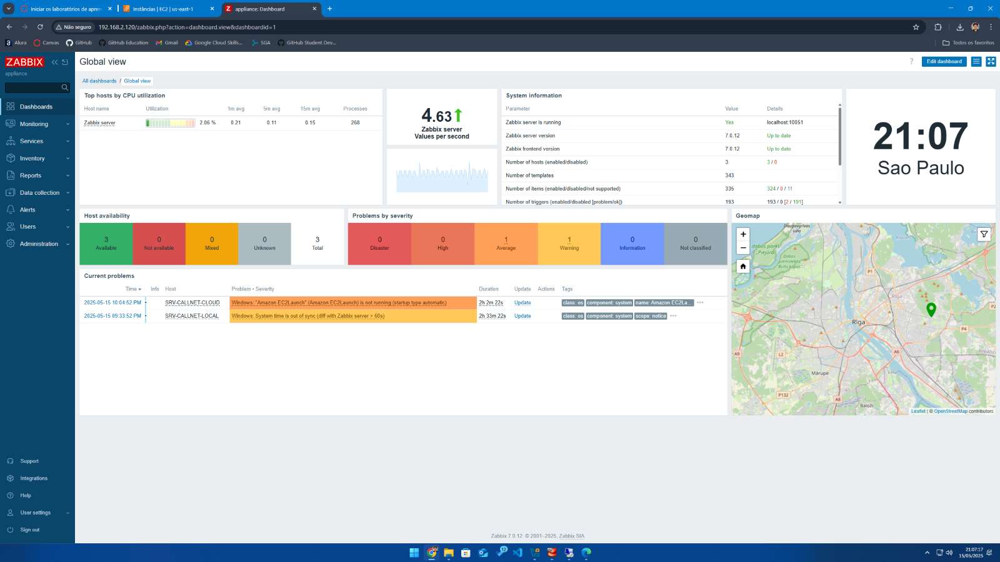 Iniciar os laboratórios de apren
Instâncias | EC2 | us-east-1
appliance: Dashboard
Não seguro
192.168.2.120/zabbix.php?action=dashboard.view&dashboardid=1
Alura
Canvas
GitHub
GitHub Education
Gmail
Google Cloud Skills...
SGA
GitHub Student Dev...
Todos os favoritos
ZABBIX
appliance
Dashboards
Monitoring
Services
Inventory
Reports
Data collection
Alerts
Users
Administration
Support
Integrations
Help
User settings
Sign out
Global view
? Edit dashboard
All dashboards / Global view
Top hosts by CPU utilization
Host name Utilization 1m avg 5m avg 15m avg Processes
Zabbix server 2.06 % 0.21 0.11 0.15 268
4.63
Zabbix server
Values per second
System information
Parameter Value Details
Zabbix server is running Yes localhost:10051
Zabbix server version 7.0.12 Up to date
Zabbix frontend version 7.0.12 Up to date
Number of hosts (enabled/disabled) 3 3 / 0
Number of templates 343
Number of items (enabled/disabled/not supported) 335 324 / 0 / 11
Number of triggers (enabled/disabled [problem/ok]) 193 193 / 0 [2 / 191]
21:07
Sao Paulo
Host availability
3 Available
0 Not available
0 Mixed
0 Unknown
3 Total
Problems by severity
0 Disaster
0 High
1 Average
1 Warning
0 Information
0 Not classified
Current problems
Time Info Host Problem • Severity Duration Update Actions Tags
2025-05-15 10:04:52 PM SRV-CALLNET-CLOUD Windows: "Amazon EC2Launch" (Amazon EC2Launch) is not running (startup type automatic) 2h 2m 22s Update class: os component: system name: Amazon EC2La... •••
2025-05-15 09:33:52 PM SRV-CALLNET-LOCAL Windows: System time is out of sync (diff with Zabbix server > 60s) 2h 33m 22s Update class: os component: system scope: notice •••
Geomap
+
−
Daugavgrīvas
sala
dabas parks
"Piejūra"
Dabas
piemineklis
"Buļļu kāpas"
P1
Rīga
P2
Rīga
P4
A9
L2
A6
Ropažu
Mārupe
P132
A8
Baloži
Leaflet | © OpenStreetMap contributors
Zabbix 7.0.12. © 2001–2025, Zabbix SIA
12
21:07:17
15/05/2025